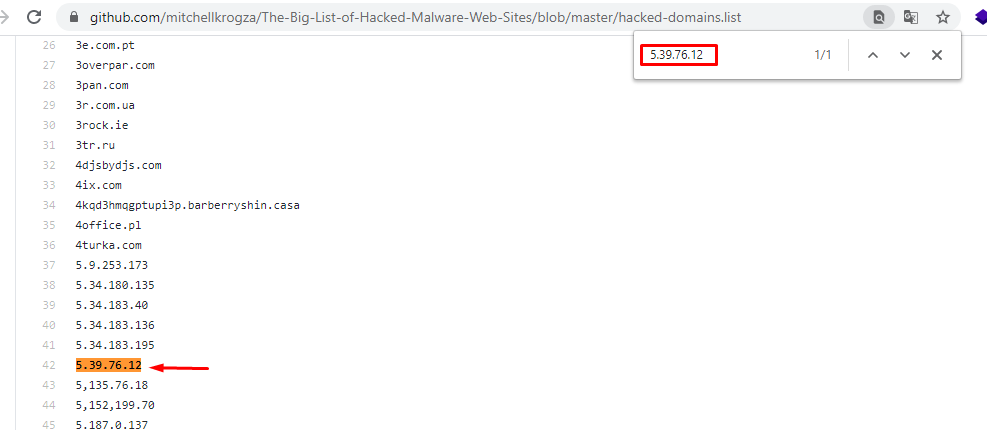 github.com/mitchellkrogza/The-Big-List-of-Hacked-Malware-Web-Sites/blob/master/hacked-domains.list
5.39.76.12 1/1
26 3e.com.pt
27 3overpar.com
28 3pan.com
29 3r.com.ua
30 3rock.ie
31 3tr.ru
32 4djsbydjs.com
33 4ix.com
34 4kqd3hmqgptupi3p.barberryshin.casa
35 4office.pl
36 4turka.com
37 5.9.253.173
38 5.34.180.135
39 5.34.183.40
40 5.34.183.136
41 5.34.183.195
42 5.39.76.12
43 5,135.76.18
44 5,152,199.70
45 5.187.0.137